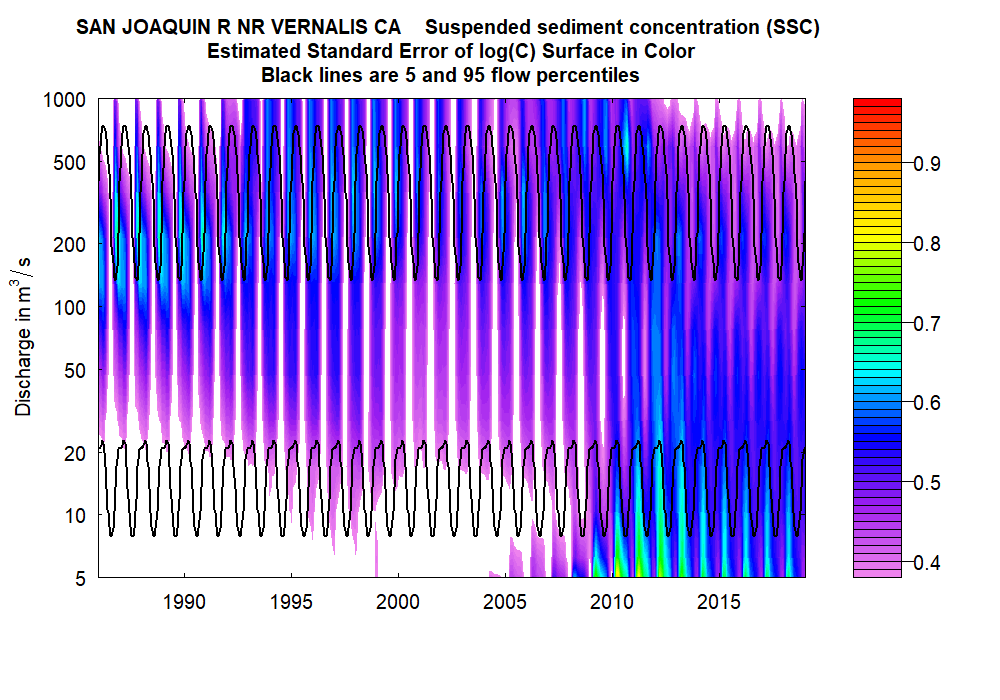 SAN JOAQUIN R NR VERNALIS CA    Suspended sediment concentration (SSC)
Estimated Standard Error of log(C) Surface in Color
Black lines are 5 and 95 flow percentiles
Discharge in m³/ s
1000
500
200
100
50
20
10
5
1990 1995 2000 2005 2010 2015
0.9
0.8
0.7
0.6
0.5
0.4